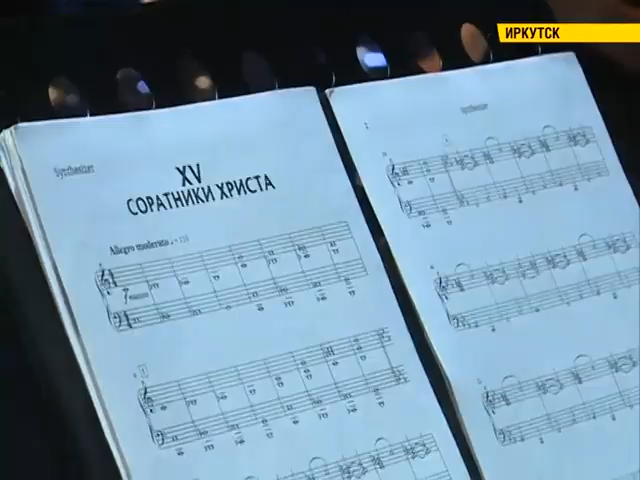 ИРКУТСК
Synthesizer
XV
СОРАТНИКИ ХРИСТА
Allegro moderato
Synthesizer